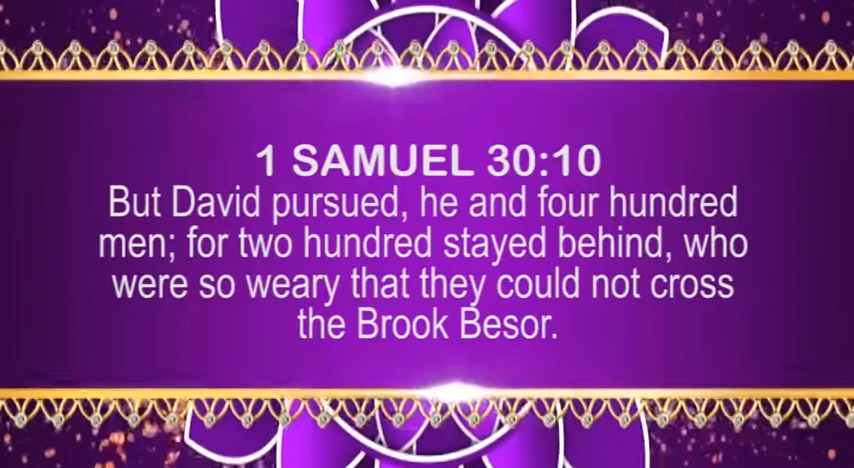 1 SAMUEL 30:10
But David pursued, he and four hundred
men; for two hundred stayed behind, who
were so weary that they could not cross
the Brook Besor.